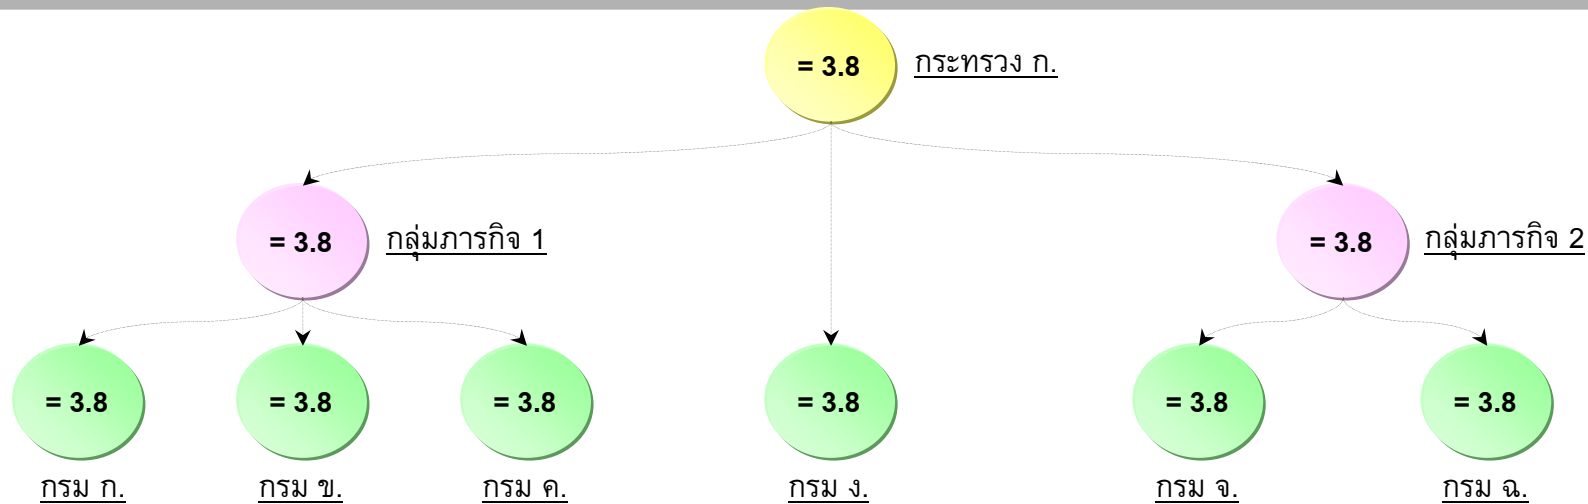 = 3.8 กระทรวง ก.
= 3.8 กลุ่มภารกิจ 1
= 3.8 กลุ่มภารกิจ 2
= 3.8 = 3.8 = 3.8 = 3.8 = 3.8 = 3.8
กรม ก. กรม ข. กรม ค. กรม ง. กรม จ. กรม ฉ.